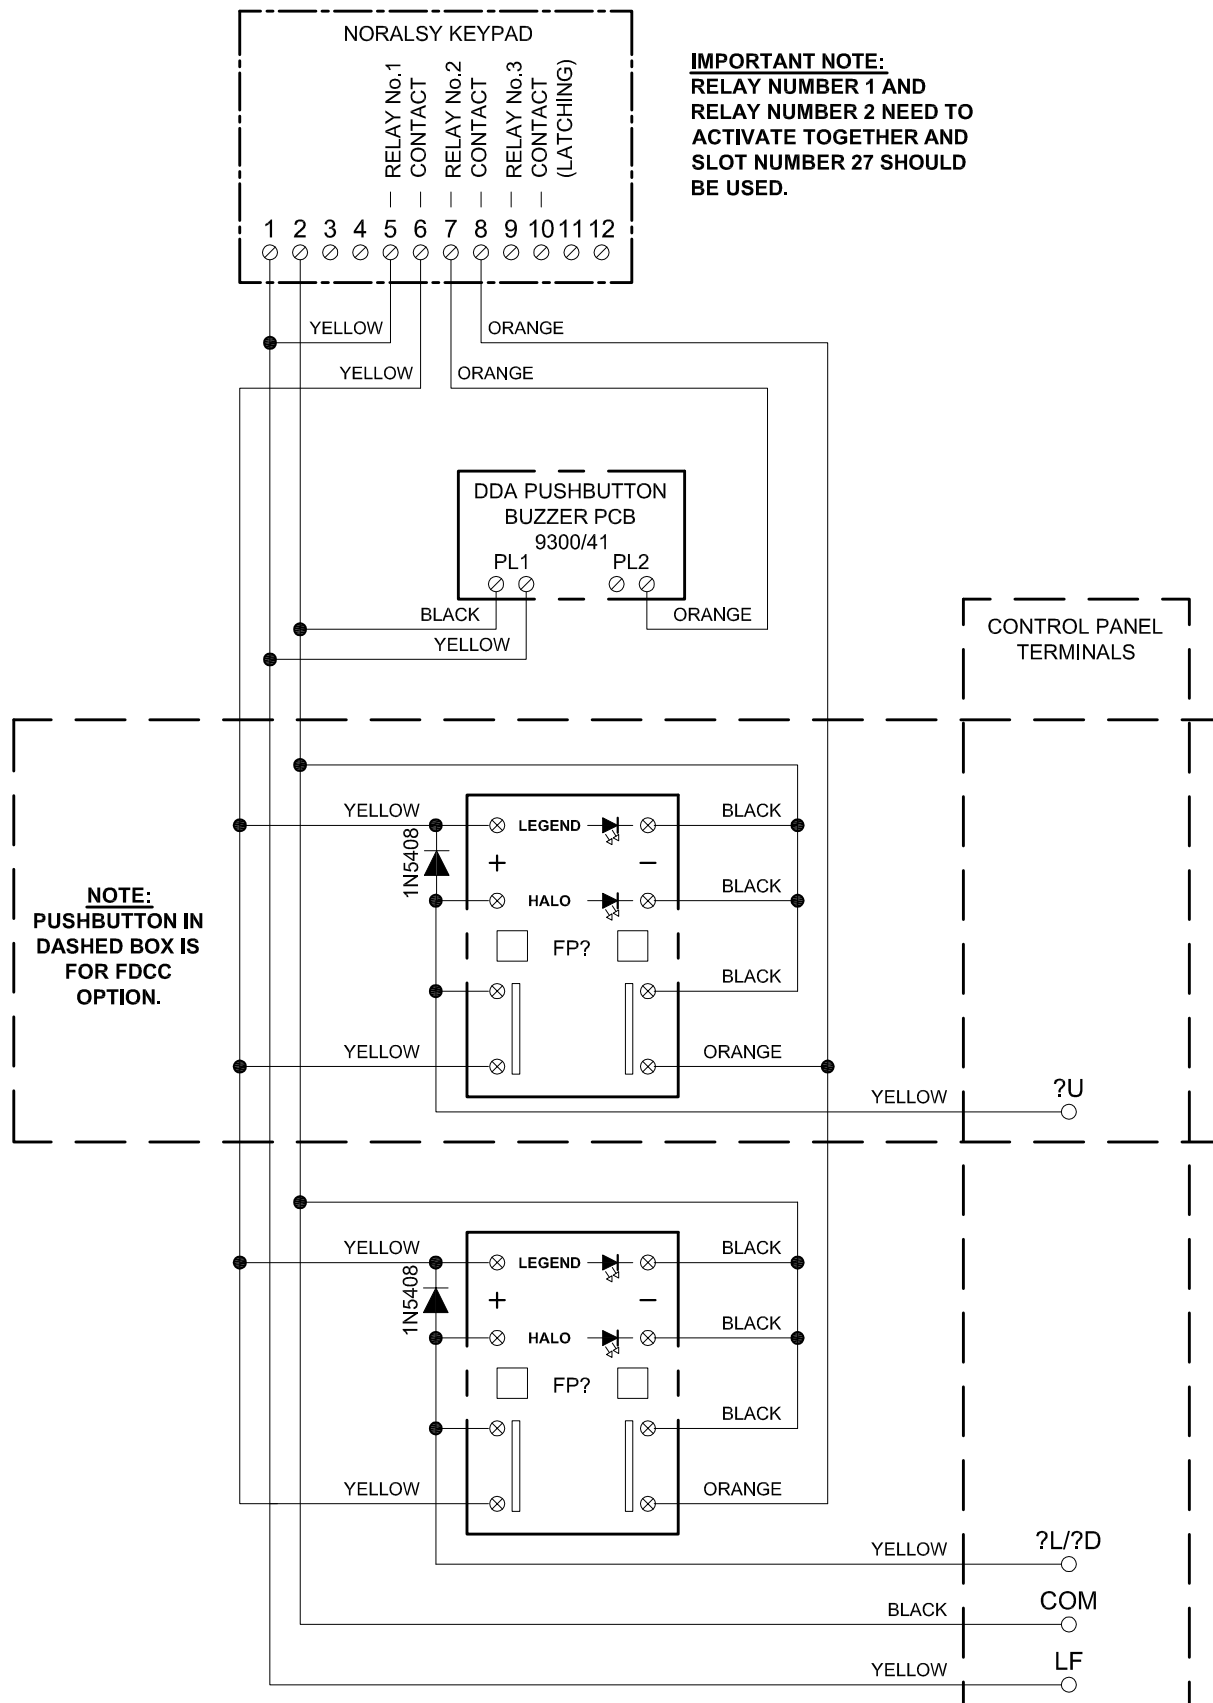 NORALSY KEYPAD
RELAY No.1
CONTACT
RELAY No.2
CONTACT
RELAY No.3
CONTACT
(LATCHING)
1 2 3 4 5 6 7 8 9 10 11 12
IMPORTANT NOTE:
RELAY NUMBER 1 AND
RELAY NUMBER 2 NEED TO
ACTIVATE TOGETHER AND
SLOT NUMBER 27 SHOULD
BE USED.
YELLOW
ORANGE
YELLOW
ORANGE
DDA PUSHBUTTON
BUZZER PCB
9300/41
PL1
PL2
BLACK
ORANGE
YELLOW
CONTROL PANEL
TERMINALS
NOTE:
PUSHBUTTON IN
DASHED BOX IS
FOR FDCC
OPTION.
YELLOW
LEGEND
BLACK
1N5408
+
−
HALO
BLACK
FP?
BLACK
YELLOW
ORANGE
YELLOW
?U
YELLOW
LEGEND
BLACK
1N5408
+
−
HALO
BLACK
FP?
BLACK
YELLOW
ORANGE
YELLOW
?L/?D
BLACK
COM
YELLOW
LF